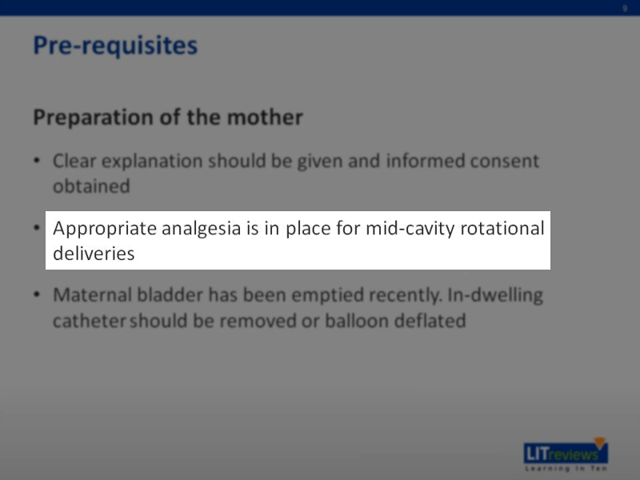 9
Pre-requisites
Preparation of the mother
• Clear explanation should be given and informed consent
obtained
• Appropriate analgesia is in place for mid-cavity rotational
deliveries
• Maternal bladder has been emptied recently. In-dwelling
catheter should be removed or balloon deflated
LITreviews
Learning In Ten